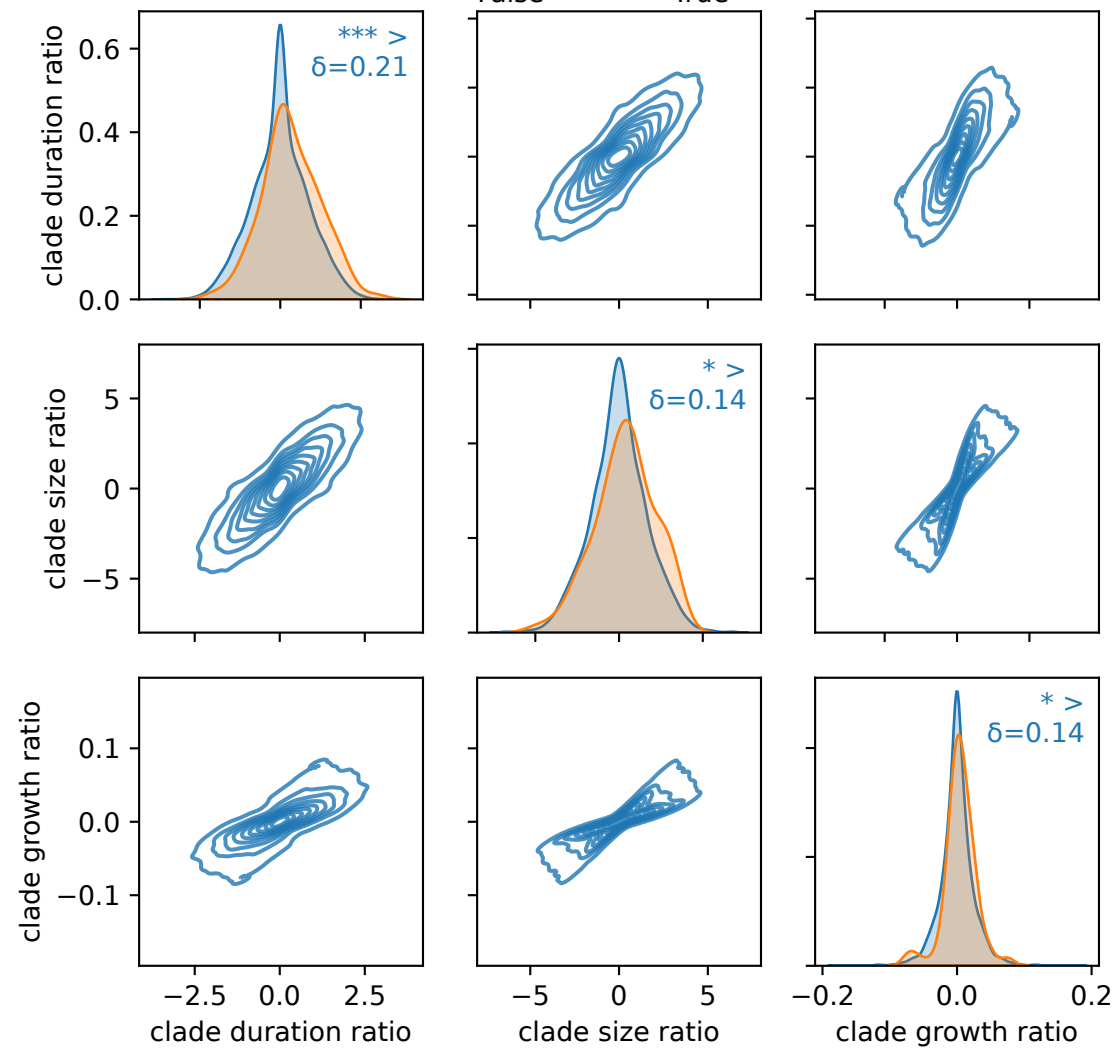 clade duration ratio
0.6
0.4
0.2
0.0
*** >
δ=0.21
clade size ratio
5
0
−5
* >
δ=0.14
clade growth ratio
0.1
0.0
−0.1
* >
δ=0.14
−2.5 0.0 2.5
−5 0 5
−0.2 0.0 0.2
clade duration ratio
clade size ratio
clade growth ratio